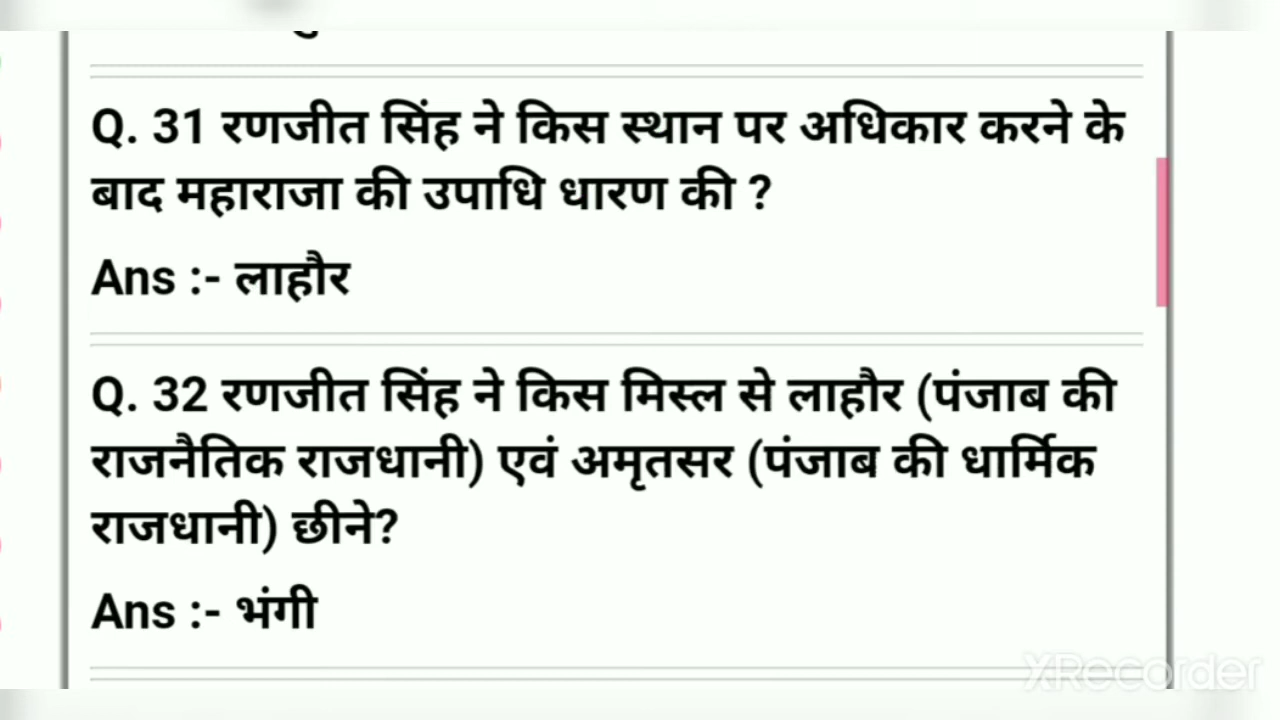 Q. 31 रणजीत सिंह ने किस स्थान पर अधिकार करने के
बाद महाराजा की उपाधि धारण की ?
Ans :- लाहौर
Q. 32 रणजीत सिंह ने किस मिस्ल से लाहौर (पंजाब की
राजनैतिक राजधानी) एवं अमृतसर (पंजाब की धार्मिक
राजधानी) छीने?
Ans :- भंगी
XRecorder